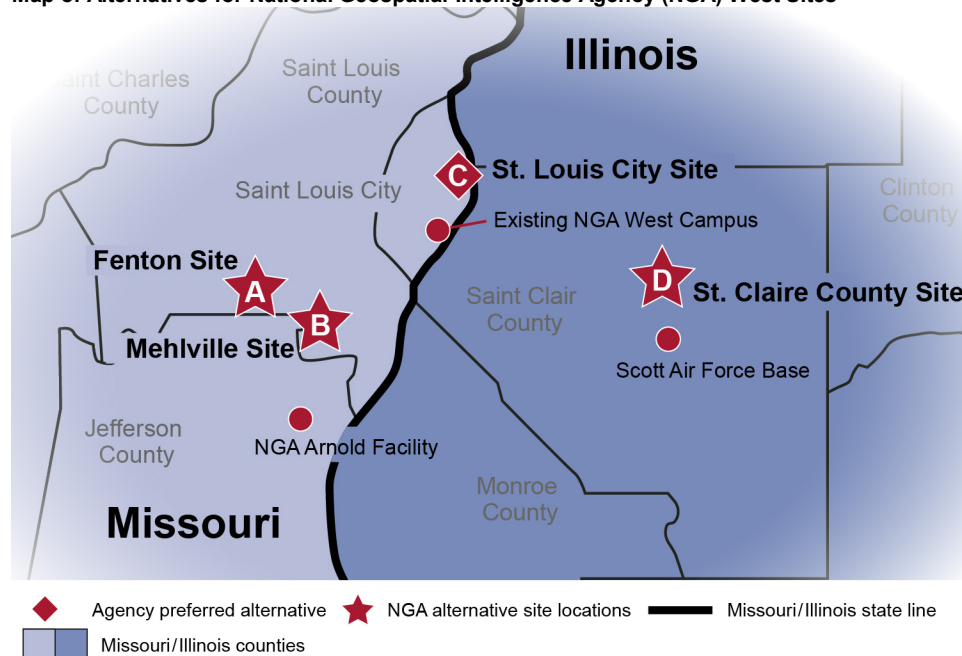 Illinois
County
Saint Louis
County
C
St. Louis City Site
Saint Louis City
Clinton
County
Existing NGA West Campus
Fenton Site
A
D
St. Claire County Site
Saint Clair
County
B
Mehlville Site
Scott Air Force Base
Jefferson
County
NGA Arnold Facility
Monroe
County
Missouri
Agency preferred alternative
NGA alternative site locations
Missouri/Illinois state line
Missouri/Illinois counties